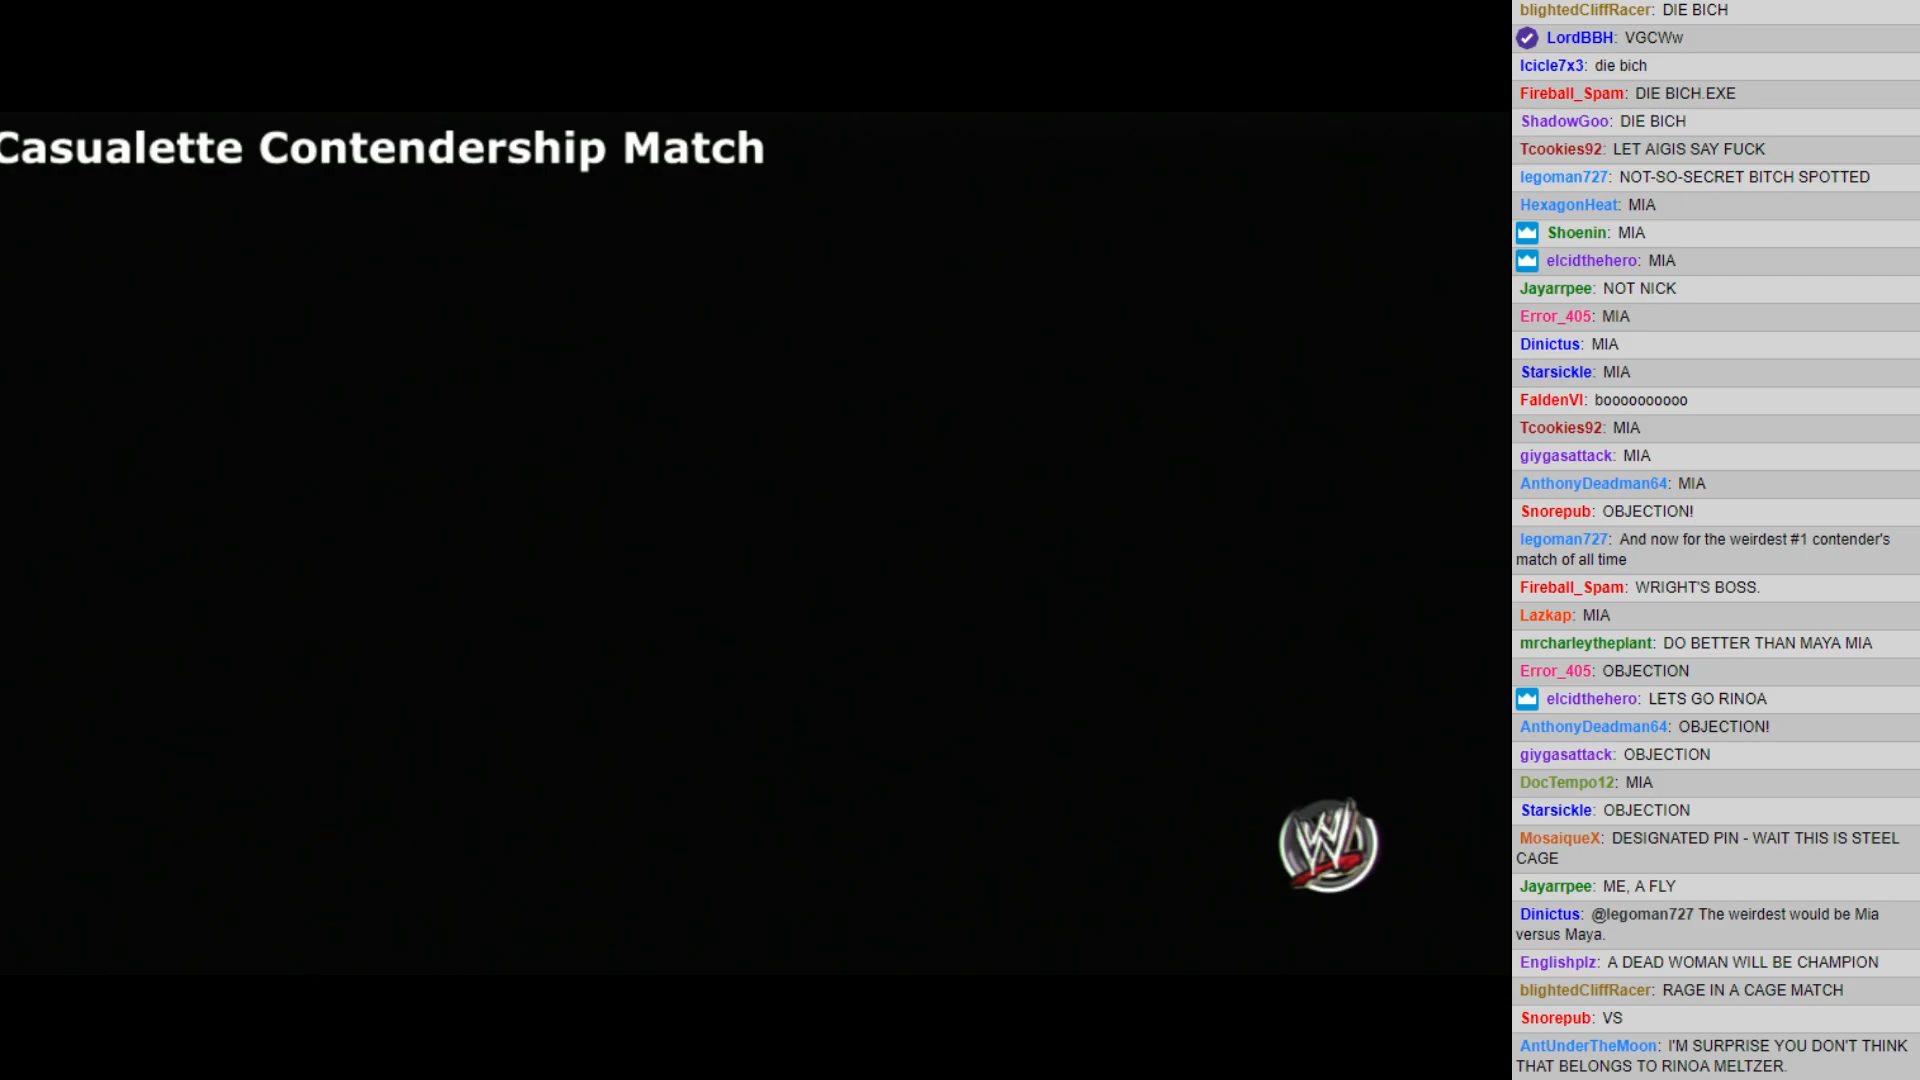 Casualette Contendership Match
W
blightedCliffRacer: DIE BICH
LordBBH: VGCWw
Icicle7x3: die bich
Fireball_Spam: DIE BICH.EXE
ShadowGoo: DIE BICH
Tcookies92: LET AIGIS SAY FUCK
legoman727: NOT-SO-SECRET BITCH SPOTTED
HexagonHeat: MIA
Shoenin: MIA
elcidthehero: MIA
Jayarrpee: NOT NICK
Error_405: MIA
Dinictus: MIA
Starsickle: MIA
FaldenVI: boooooooooo
Tcookies92: MIA
giygasattack: MIA
AnthonyDeadman64: MIA
Snorepub: OBJECTION!
legoman727: And now for the weirdest #1 contender's
match of all time
Fireball_Spam: WRIGHT'S BOSS.
Lazkap: MIA
mrcharleytheplant: DO BETTER THAN MAYA MIA
Error_405: OBJECTION
elcidthehero: LETS GO RINOA
AnthonyDeadman64: OBJECTION!
giygasattack: OBJECTION
DocTempo12: MIA
Starsickle: OBJECTION
MosaiqueX: DESIGNATED PIN - WAIT THIS IS STEEL
CAGE
Jayarrpee: ME, A FLY
Dinictus: @legoman727 The weirdest would be Mia
versus Maya.
Englishplz: A DEAD WOMAN WILL BE CHAMPION
blightedCliffRacer: RAGE IN A CAGE MATCH
Snorepub: VS
AntUnderTheMoon: I'M SURPRISE YOU DON'T THINK
THAT BELONGS TO RINOA MELTZER.